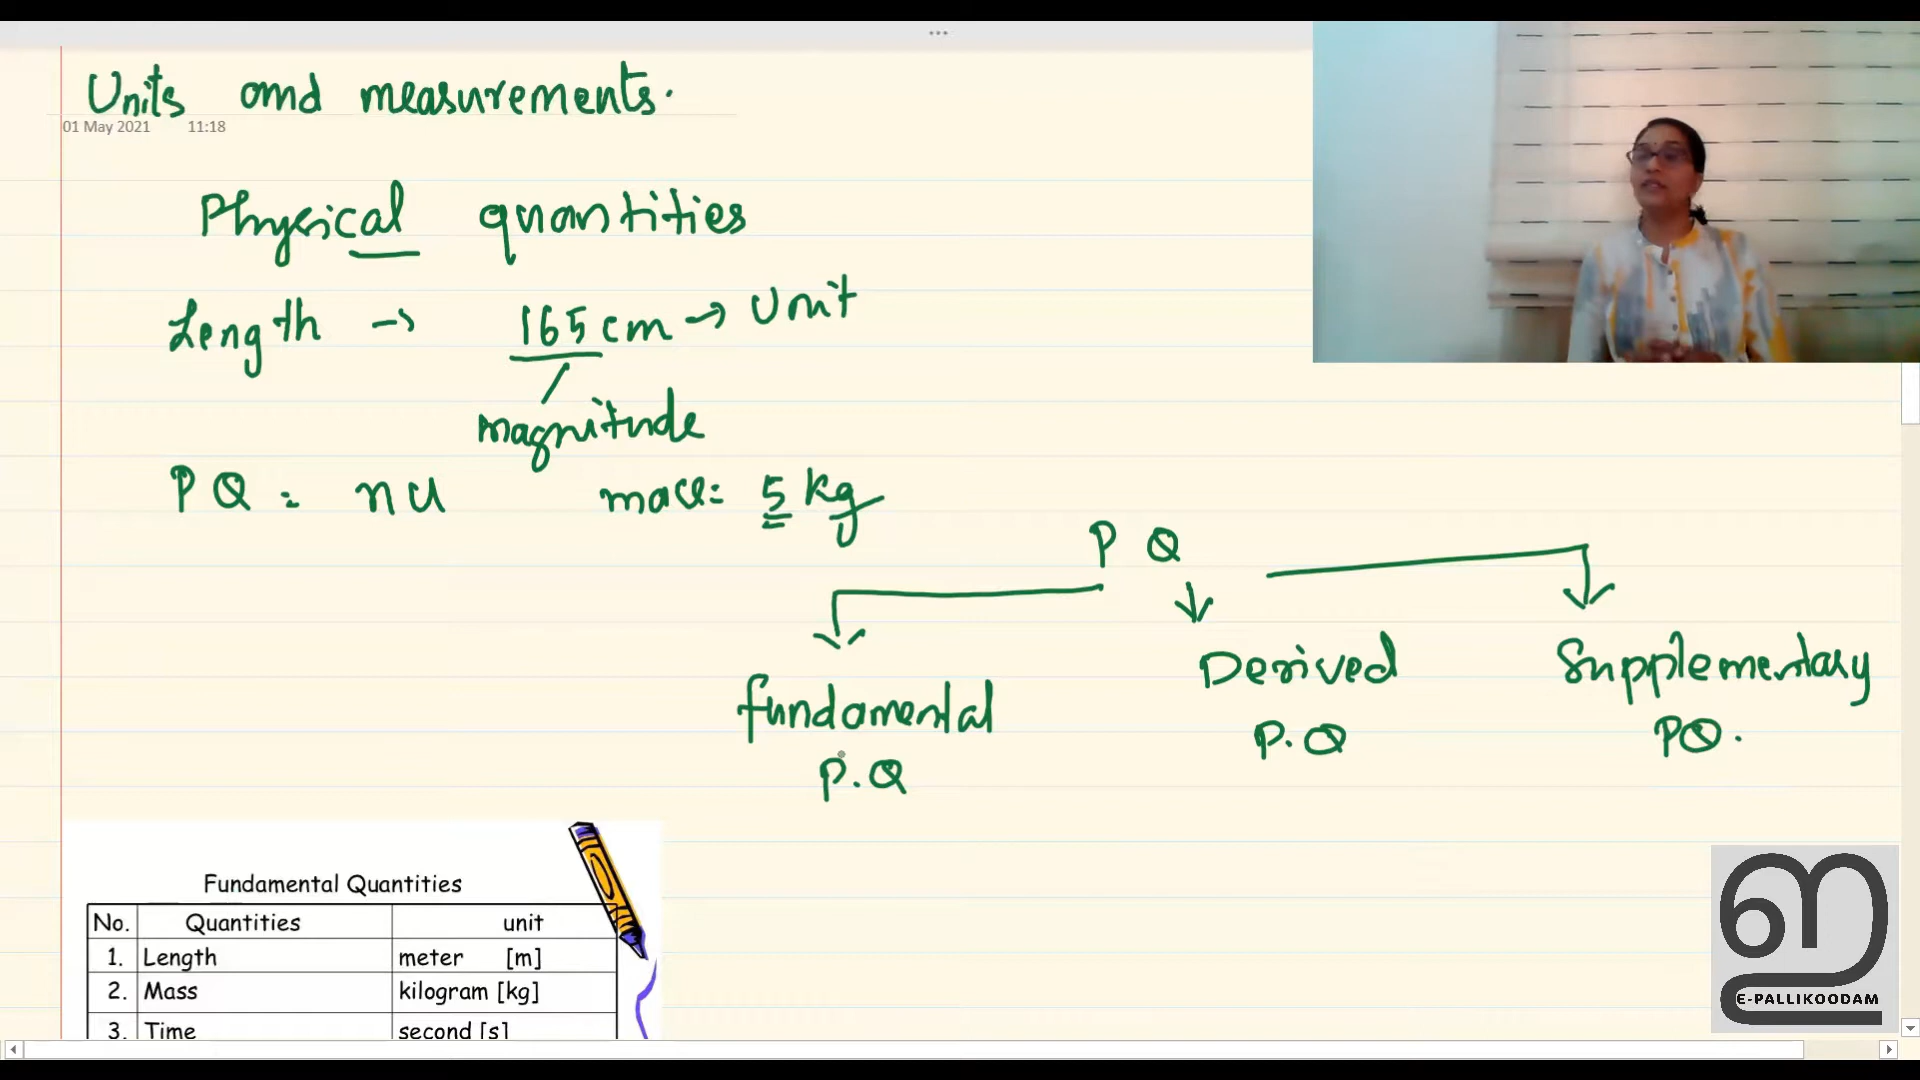 Units and measurements.
01 May 2021 11:18
Physical quantities
Length → 165 cm → Unit
magnitude
P Q = n u mass = 5 kg
P Q
Fundamental
P.Q
Derived
P.Q
Supplementary
PQ.
Fundamental Quantities
No. Quantities unit
1. Length meter [m]
2. Mass kilogram [kg]
3. Time second [s]
E-PALLIKOODAM